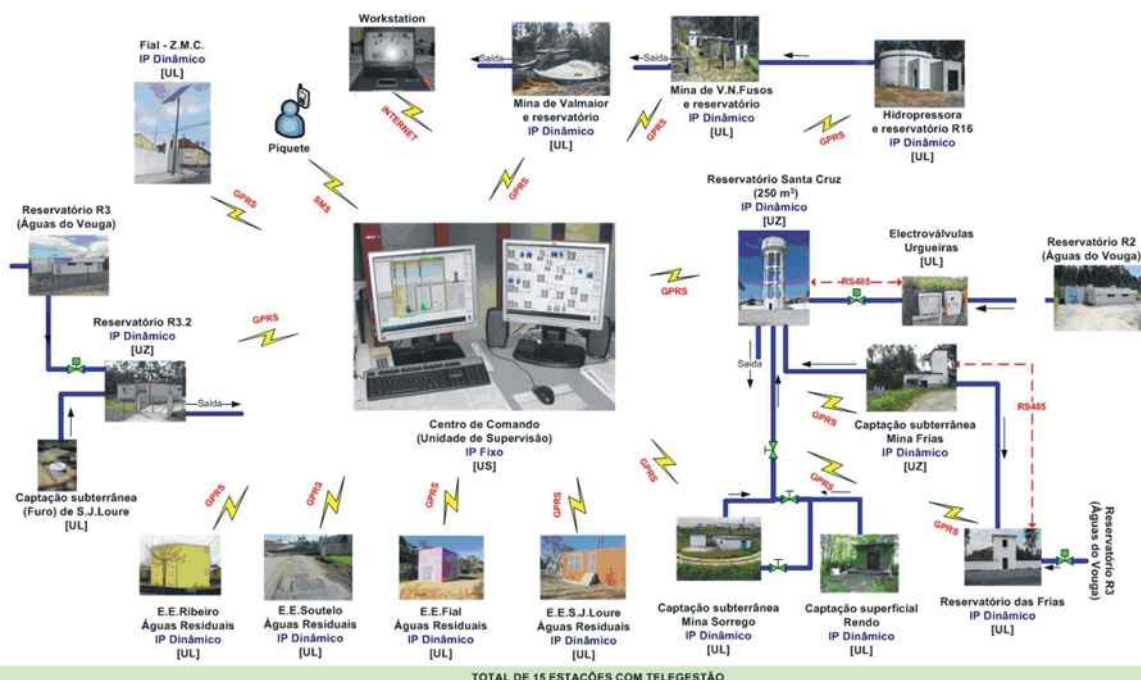 Workstation
Fial - Z.M.C.
IP Dinâmico
[UL]
Piquete
INTERNET
SMS
GPRS
Saída
Mina de Valmaior
e reservatório
IP Dinâmico
[UL]
GPRS
Saída
Mina de V.N.Fusos
e reservatório
IP Dinâmico
[UL]
GPRS
Hidropressora
e reservatório R16
IP Dinâmico
[UL]
GPRS
Reservatório R3
(Águas do Vouga)
Reservatório R3.2
IP Dinâmico
[UZ]
Saída
GPRS
Captação subterrânea
(Furo) de S.J.Loure
[UL]
Centro de Comando
(Unidade de Supervisão)
IP Fixo
[US]
Reservatório Santa Cruz
(250 m³)
IP Dinâmico
[UZ]
GPRS
RS485
Electroválvulas
Urgueiras
[UL]
Reservatório R2
(Águas do Vouga)
Saída
Captação subterrânea
Mina Frias
IP Dinâmico
[UZ]
GPRS
RS485
GPRS
E.E.Ribeiro
Águas Residuais
IP Dinâmico
[UL]
GPRS
E.E.Soutelo
Águas Residuais
IP Dinâmico
[UL]
GPRS
E.E.Fial
Águas Residuais
IP Dinâmico
[UL]
GPRS
E.E.S.J.Loure
Águas Residuais
IP Dinâmico
[UL]
GPRS
Captação subterrânea
Mina Sorrego
IP Dinâmico
[UL]
GPRS
Captação superficial
Rendo
IP Dinâmico
[UL]
GPRS
Reservatório das Frias
IP Dinâmico
[UL]
GPRS
Reservatório R3
(Águas do Vouga)
TOTAL DE 15 ESTAÇÕES COM TELEGESTÃO